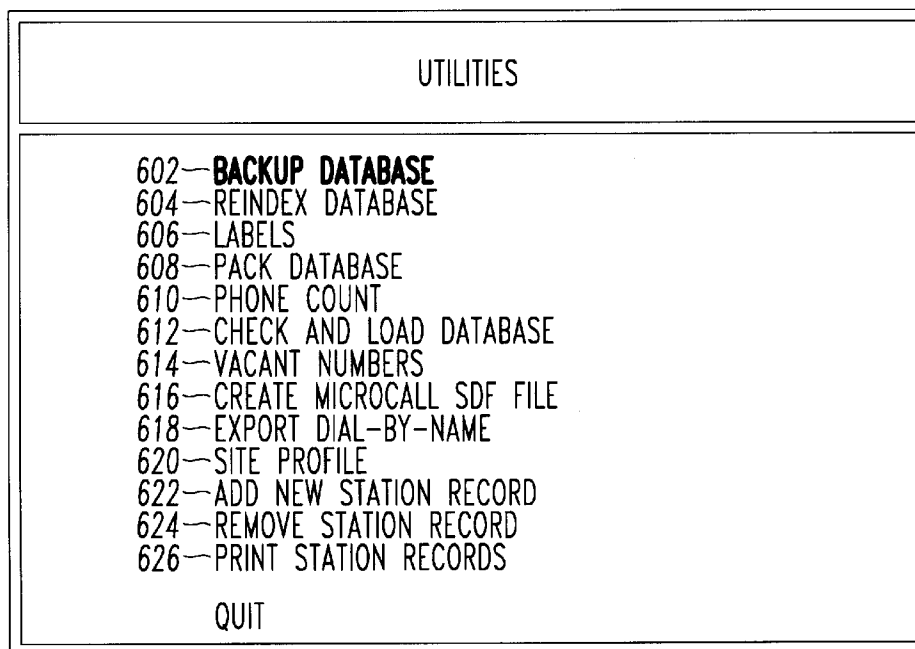 UTILITIES
602—BACKUP DATABASE
604—REINDEX DATABASE
606—LABELS
608—PACK DATABASE
610—PHONE COUNT
612—CHECK AND LOAD DATABASE
614—VACANT NUMBERS
616—CREATE MICROCALL SDF FILE
618—EXPORT DIAL-BY-NAME
620—SITE PROFILE
622—ADD NEW STATION RECORD
624—REMOVE STATION RECORD
626—PRINT STATION RECORDS
QUIT